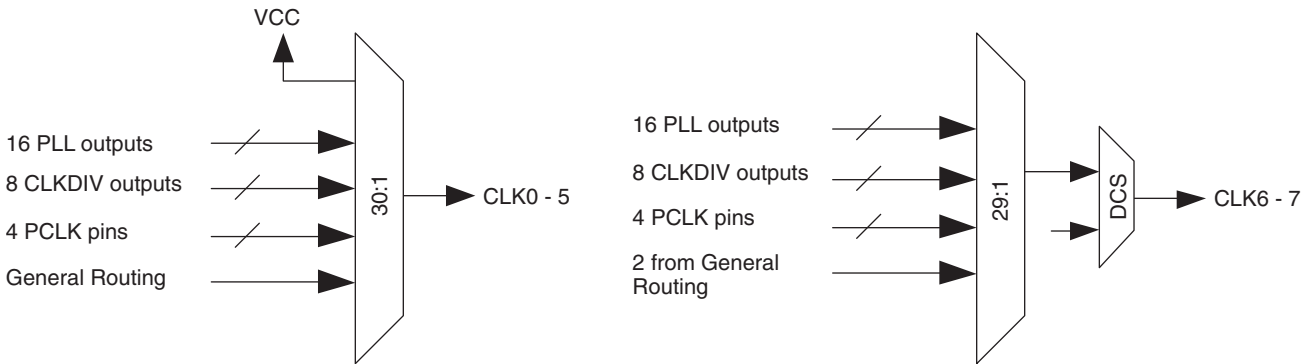 VCC
16 PLL outputs
8 CLKDIV outputs
4 PCLK pins
General Routing
30:1
CLK0 - 5
16 PLL outputs
8 CLKDIV outputs
4 PCLK pins
2 from General
Routing
29:1
DCS
CLK6 - 7